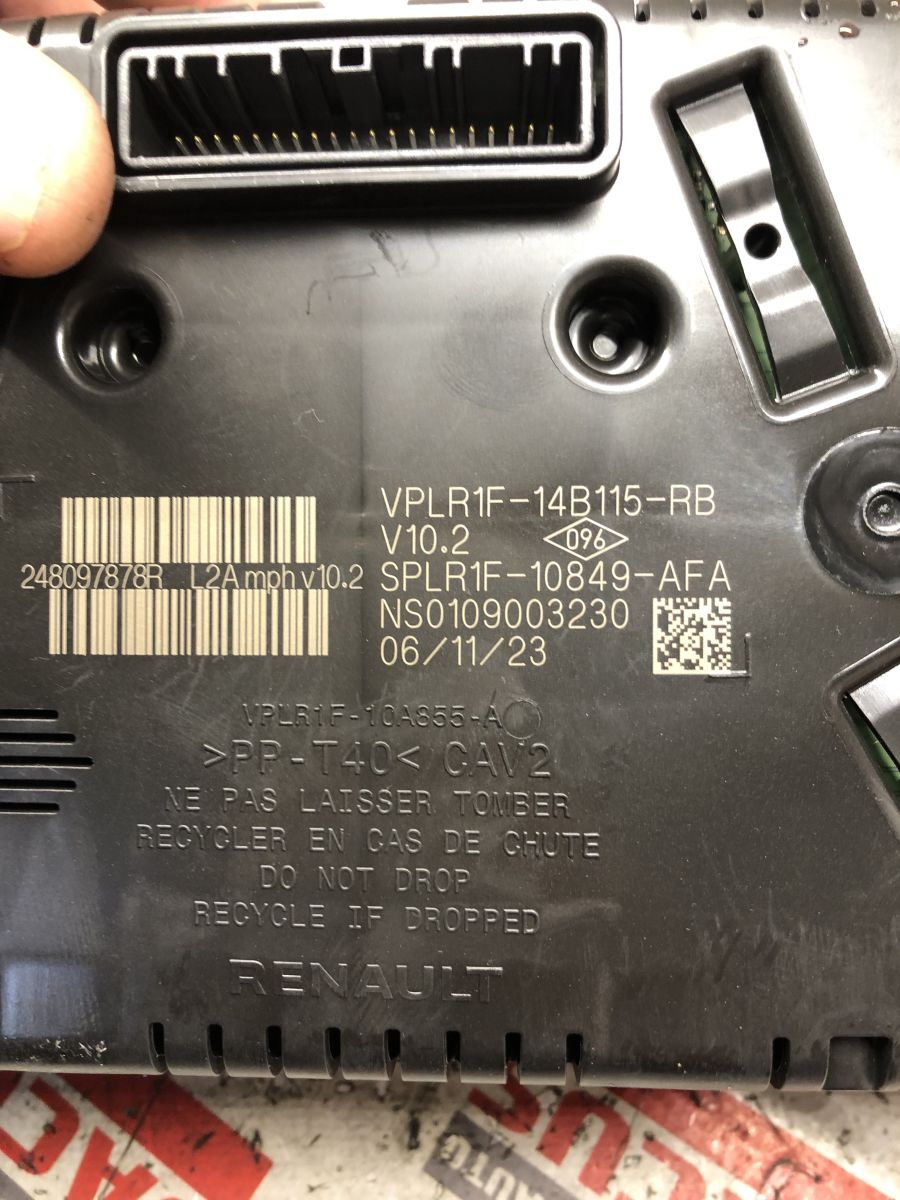 VPLR1F-14B115-RB
V10.2 096
248097878R L2A mph v10.2
SPLR1F-10849-AFA
NS0109003230
06/11/23
VPLR1F-10A855-A
>PP-T40< CAV2
NE PAS LAISSER TOMBER
RECYCLER EN CAS DE CHUTE
DO NOT DROP
RECYCLE IF DROPPED
RENAULT
AUTO